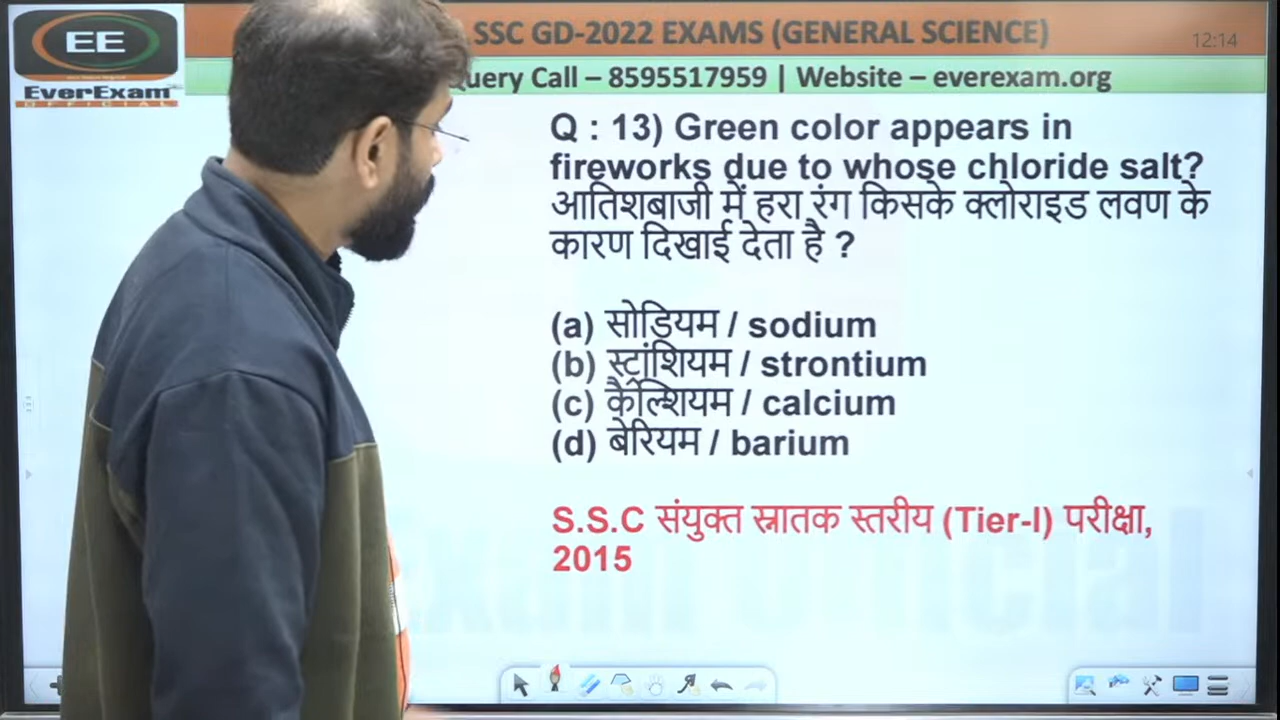 EE
EverExam
OFFICIAL
SSC GD-2022 EXAMS (GENERAL SCIENCE)
12:14
Query Call – 8595517959 | Website – everexam.org
Q : 13) Green color appears in
fireworks due to whose chloride salt?
आतिशबाजी में हरा रंग किसके क्लोराइड लवण के
कारण दिखाई देता है ?
(a) सोडियम / sodium
(b) स्ट्रांशियम / strontium
(c) कैल्शियम / calcium
(d) बेरियम / barium
S.S.C संयुक्त स्नातक स्तरीय (Tier-I) परीक्षा,
2015